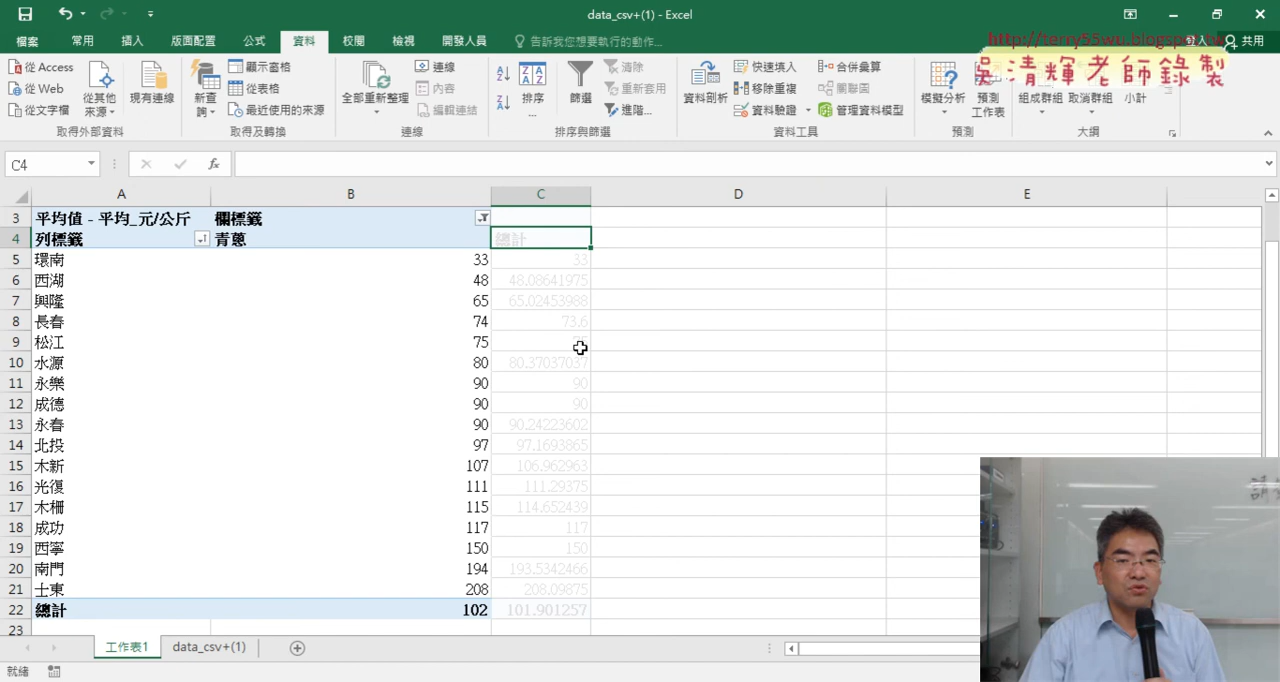 data_csv+(1) - Excel
http://terry55wu.blogspot.tw
吳清輝老師錄製
檔案 常用 插入 版面配置 公式 資料 校閱 檢視 開發人員 告訴我您想要執行的動作... 登入 共用
從 Access
從 Web
從文字檔
從其他來源
現有連線
取得外部資料
新查詢
顯示窗格
從表格
最近使用的來源
取得及轉換
全部重新整理
連線
內容
編輯連結
連線
排序
篩選
清除
重新套用
進階...
排序與篩選
資料剖析
快速填入
移除重複
資料驗證
合併彙算
關聯圖
管理資料模型
資料工具
模擬分析
預測工作表
預測
組成群組
取消群組
小計
大綱
C4 fx
A B C D E
3 平均值 - 平均_元/公斤 欄標籤
4 列標籤 青蔥 總計
5 環南 33 33
6 西湖 48 48.08641975
7 興隆 65 65.02453988
8 長春 74 73.6
9 松江 75
10 水源 80 80.37037037
11 永樂 90 90
12 成德 90 90
13 永春 90 90.24223602
14 北投 97 97.1693865
15 木新 107 106.962963
16 光復 111 111.29375
17 木柵 115 114.652439
18 成功 117 117
19 西寧 150 150
20 南門 194 193.5342466
21 士東 208 208.09875
22 總計 102 101.901257
23
工作表1 data_csv+(1)
就緒